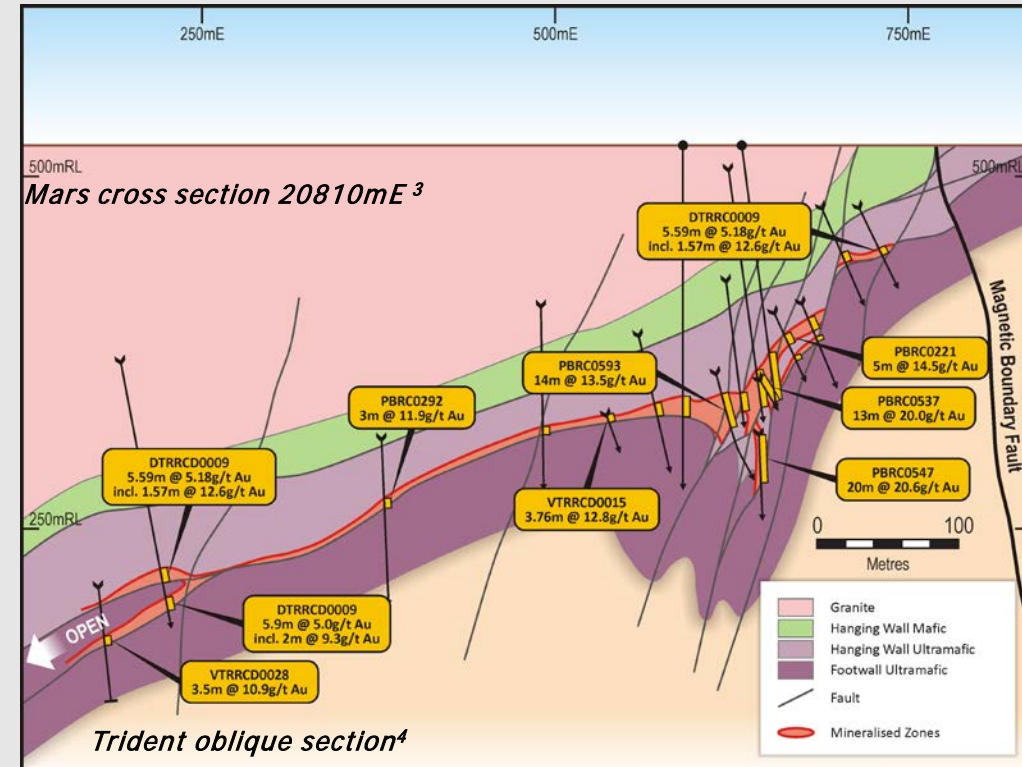 250mE
500mE
750mE
500mRL
500mRL
Mars cross section 20810mE 3
DTRRC0009
5.59m @ 5.18g/t Au
incl. 1.57m @ 12.6g/t Au
Magnetic Boundary Fault
PBRC0593
14m @ 13.5g/t Au
PBRC0221
5m @ 14.5g/t Au
PBRC0292
3m @ 11.9g/t Au
PBRC0537
13m @ 20.0g/t Au
DTRRCD0009
5.59m @ 5.18g/t Au
incl. 1.57m @ 12.6g/t Au
PBRC0547
20m @ 20.6g/t Au
VTRRCD0015
3.76m @ 12.8g/t Au
250mRL
0
100
Metres
DTRRCD0009
5.9m @ 5.0g/t Au
incl. 2m @ 9.3g/t Au
OPEN
VTRRCD0028
3.5m @ 10.9g/t Au
Granite
Hanging Wall Mafic
Hanging Wall Ultramafic
Footwall Ultramafic
Fault
Mineralised Zones
Trident oblique section4